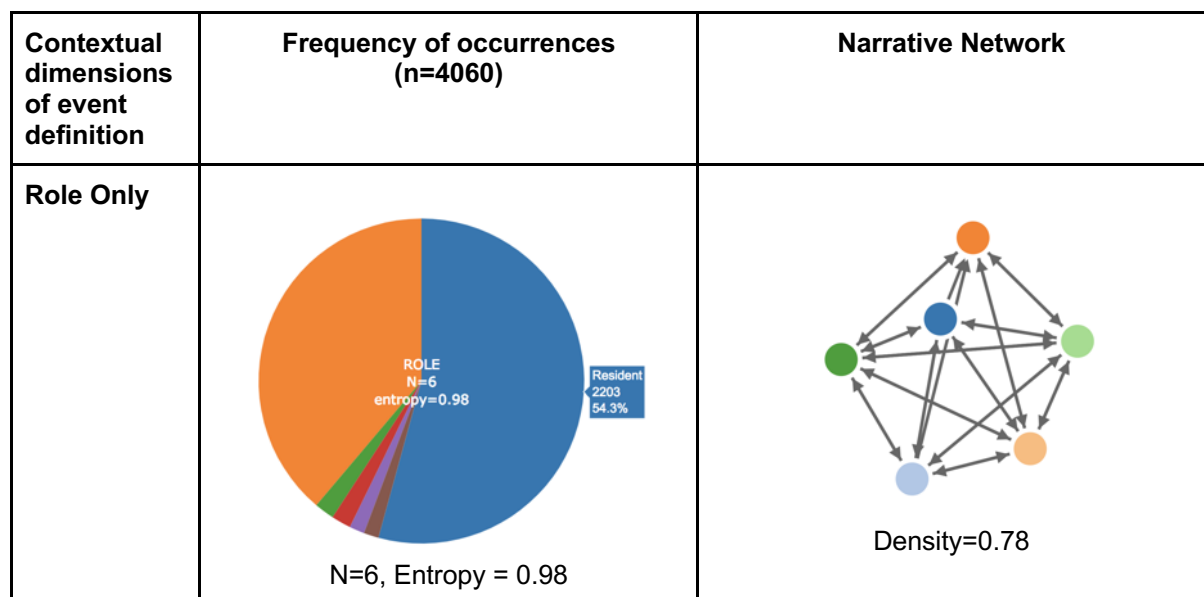 Contextual
dimensions
of event
definition
Frequency of occurrences
(n=4060)
Narrative Network
Role Only
ROLE
N=6
entropy=0.98
Resident
2203
54.3%
N=6, Entropy = 0.98
Density=0.78